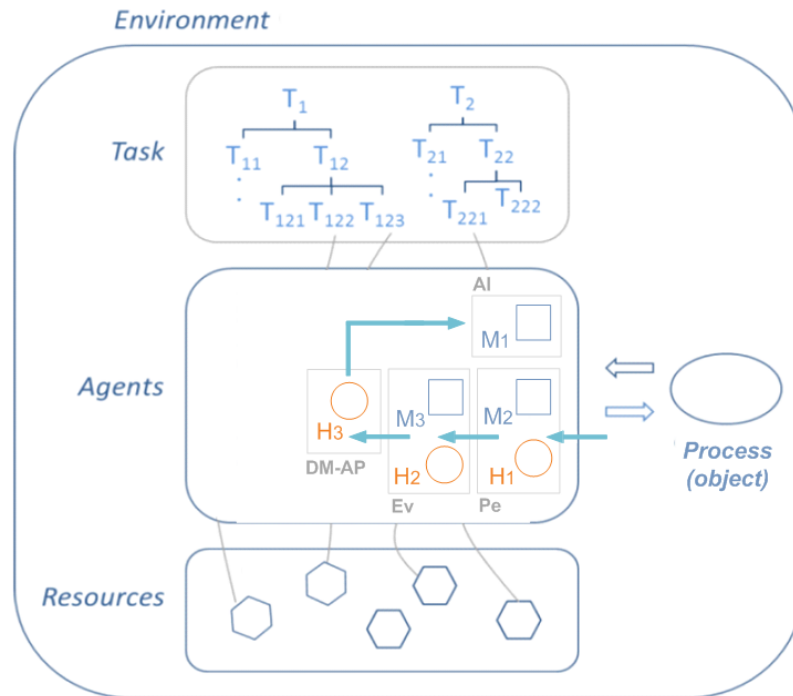 Environment
Task
T1
T2
T11
T12
T21
T22
T121
T122
T123
T221
T222
Agents
AI
M1
H3
M3
M2
H2
H1
DM-AP
Ev
Pe
Process
(object)
Resources